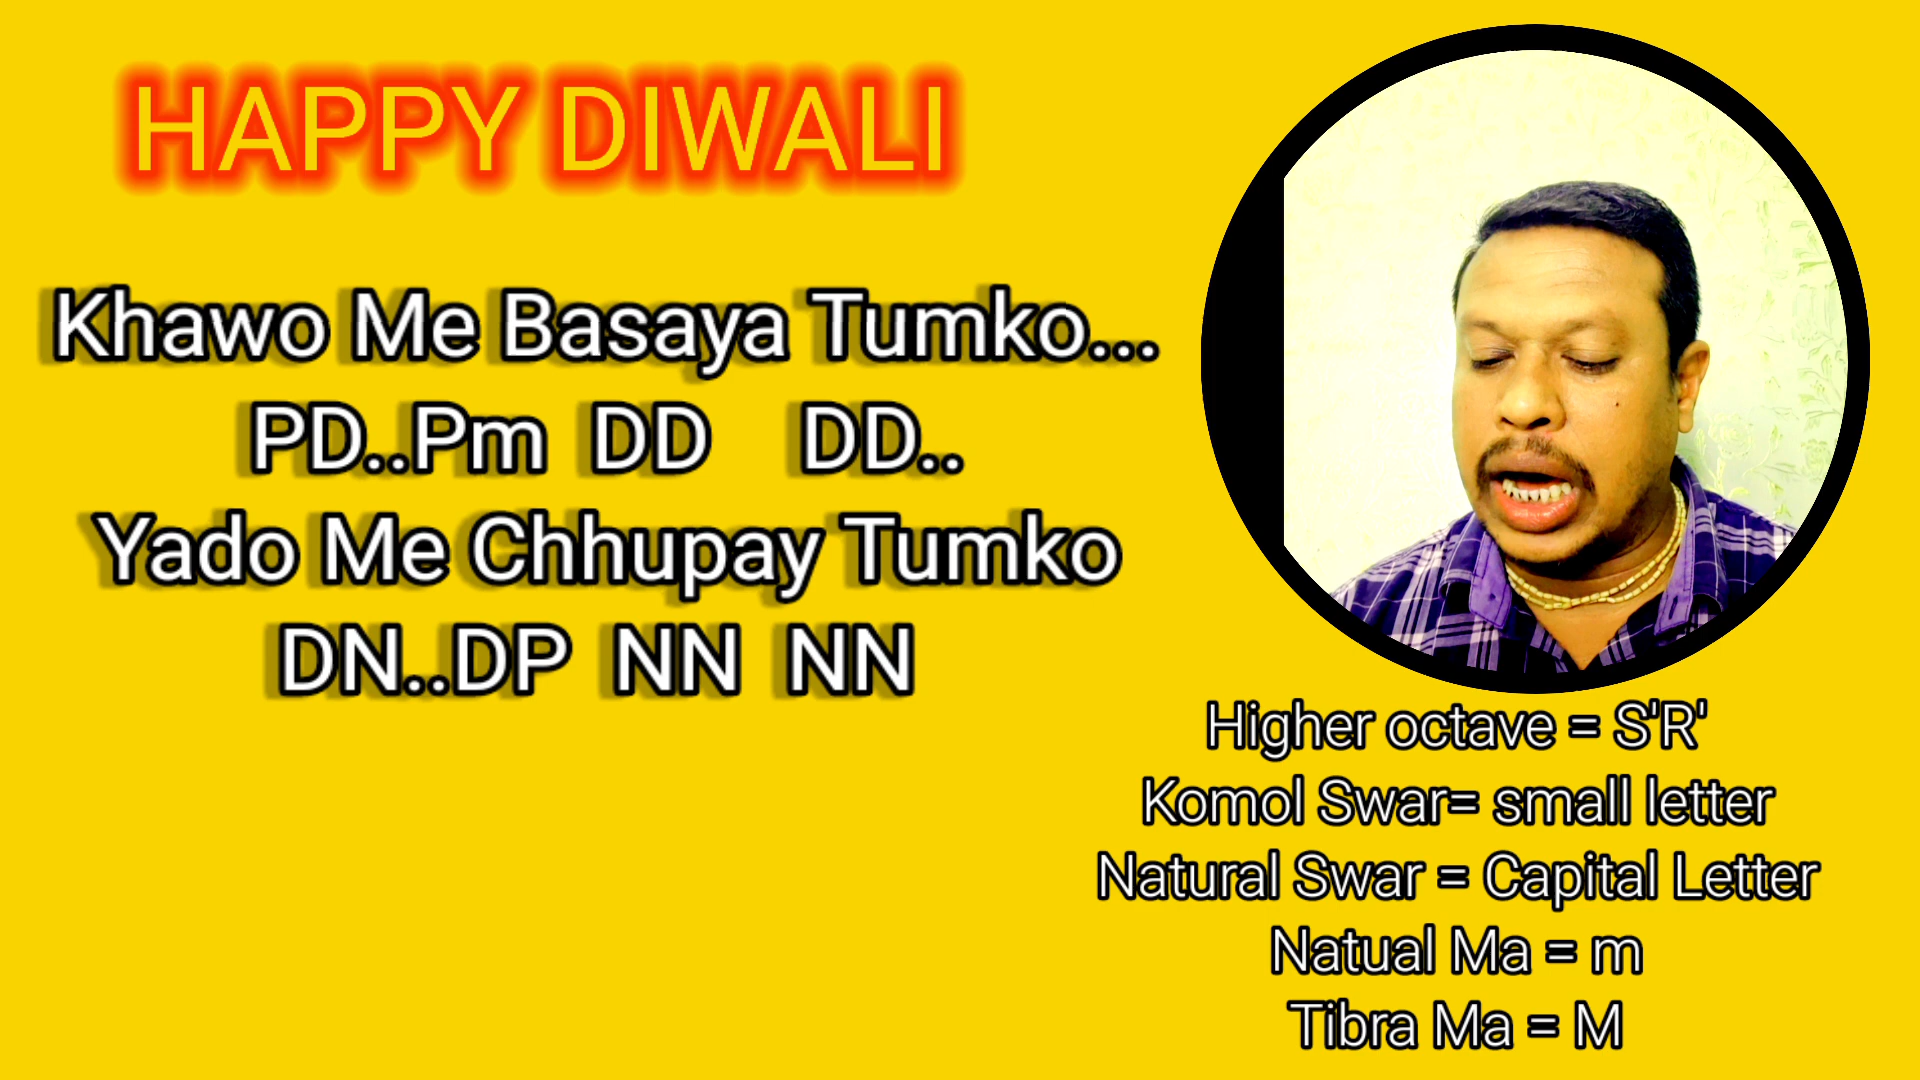 HAPPY DIWALI
Khawo Me Basaya Tumko...
PD..Pm DD DD..
Yado Me Chhupay Tumko
DN..DP NN NN
Higher octave = S'R'
Komol Swar= small letter
Natural Swar = Capital Letter
Natual Ma = m
Tibra Ma = M